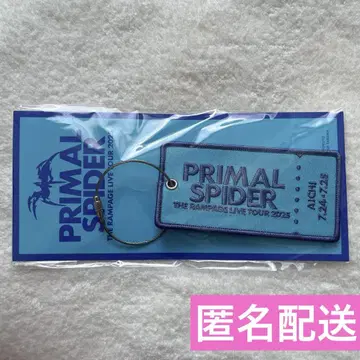 PRIMAL
SPIDER
THE RAMPAGE LIVE TOUR 202
PRIMAL
SPIDER
THE RAMPAGE LIVE TOUR 2025
AICHI
7.24-7.25
匿名配送